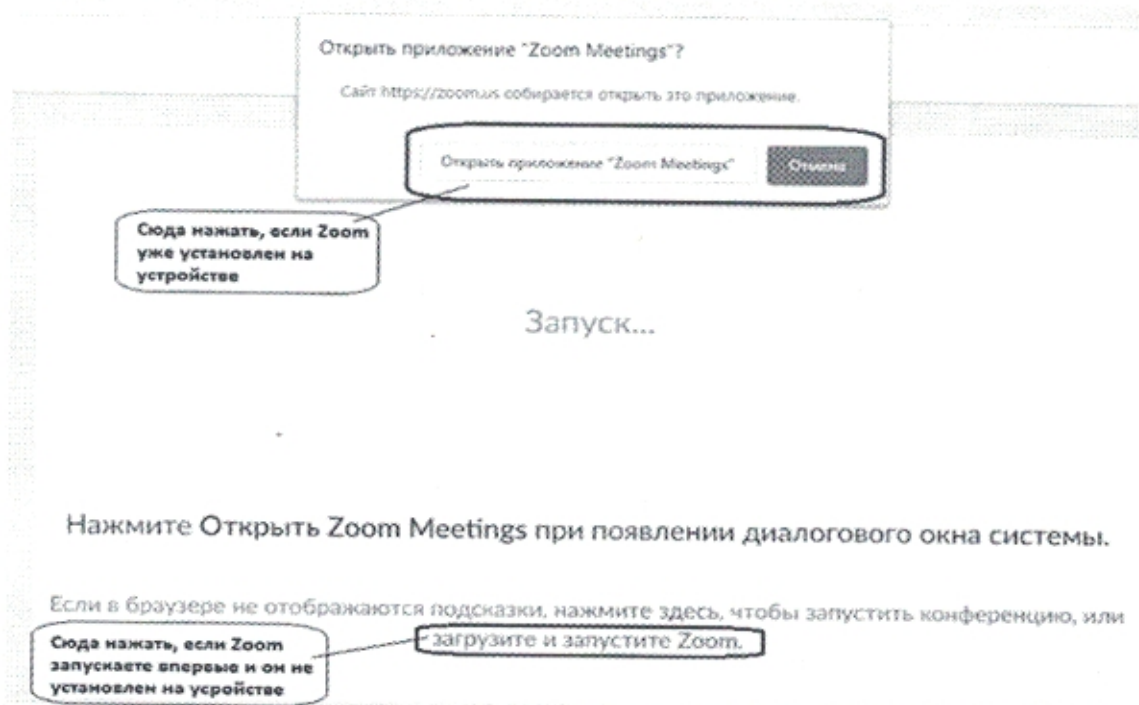 Открыть приложение "Zoom Meetings"?
Сайт https://zoom.us собирается открыть это приложение.
Открыть приложение "Zoom Meetings"
Отмена
Сюда нажать, если Zoom
уже установлен на
устройстве
Запуск...
Нажмите Открыть Zoom Meetings при появлении диалогового окна системы.
Если в браузере не отображаются подсказки, нажмите здесь, чтобы запустить конференцию, или
загрузите и запустите Zoom.
Сюда нажать, если Zoom
запускаете впервые и он не
установлен на усройстве